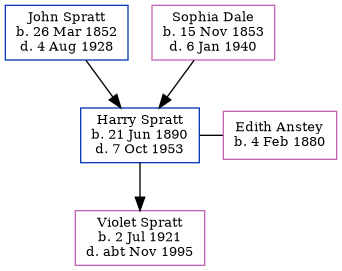 John Spratt
b. 26 Mar 1852
d. 4 Aug 1928
Sophia Dale
b. 15 Nov 1853
d. 6 Jan 1940
Harry Spratt
b. 21 Jun 1890
d. 7 Oct 1953
Edith Anstey
b. 4 Feb 1880
Violet Spratt
b. 2 Jul 1921
d. abt Nov 1995